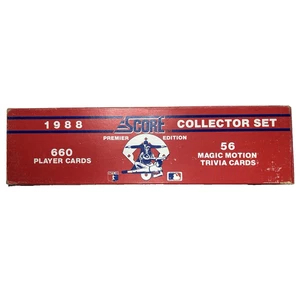 1988
SCORE
COLLECTOR SET
PREMIER EDITION
660
PLAYER CARDS
56
MAGIC MOTION
TRIVIA CARDS